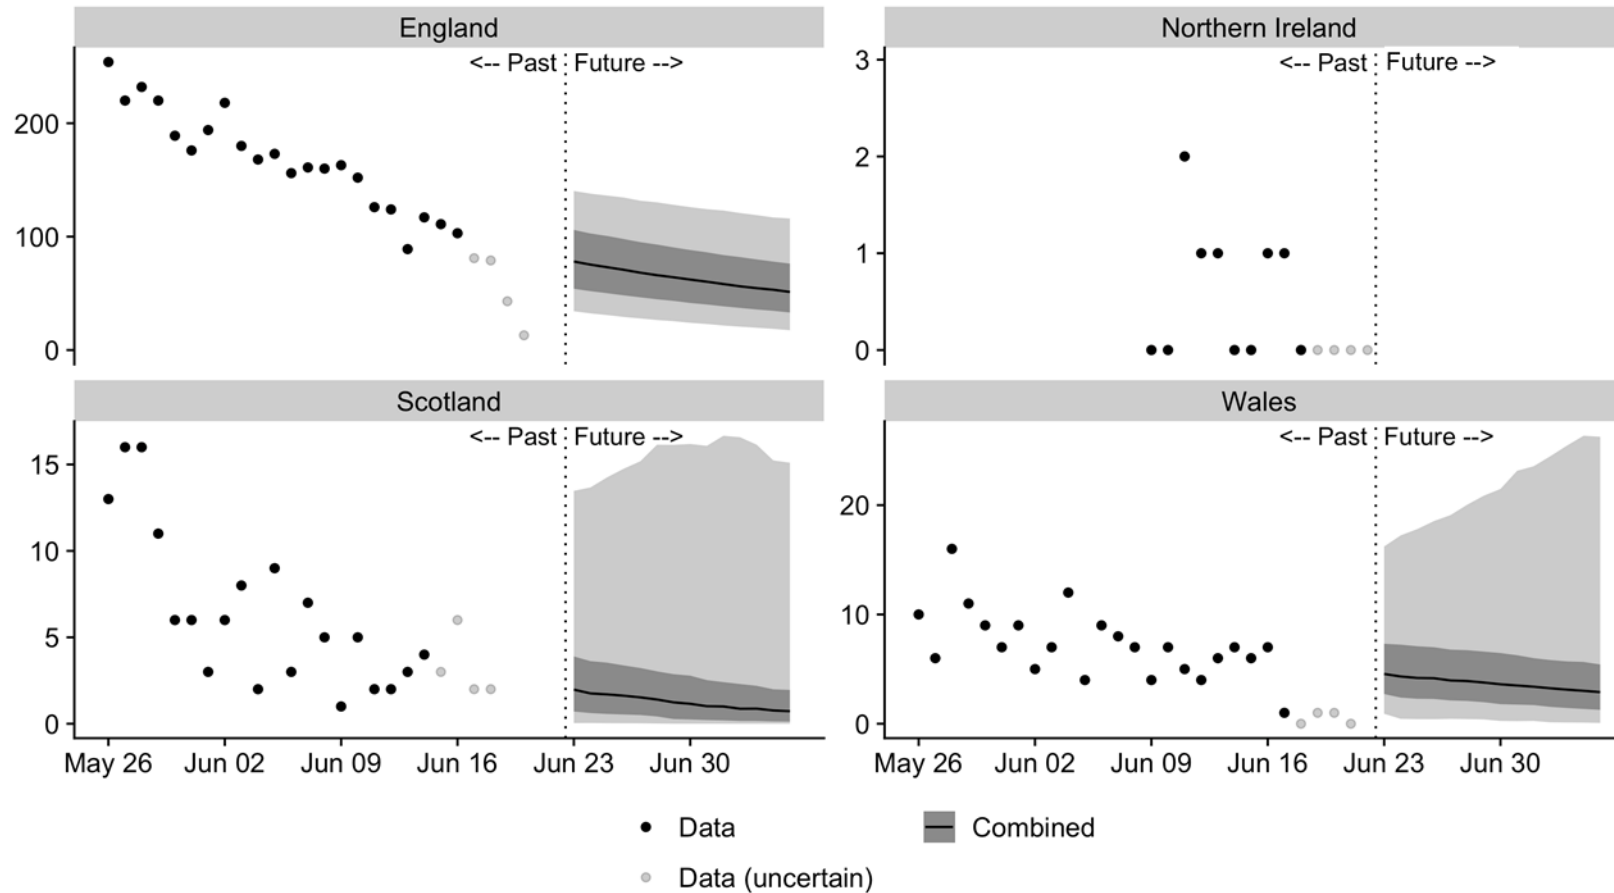 England
Northern Ireland
<-- Past Future -->
<-- Past Future -->
200
100
0
3
2
1
0
Scotland
Wales
<-- Past Future -->
<-- Past Future -->
15
10
5
0
20
10
0
May 26 Jun 02 Jun 09 Jun 16 Jun 23 Jun 30
May 26 Jun 02 Jun 09 Jun 16 Jun 23 Jun 30
Data
Combined
Data (uncertain)